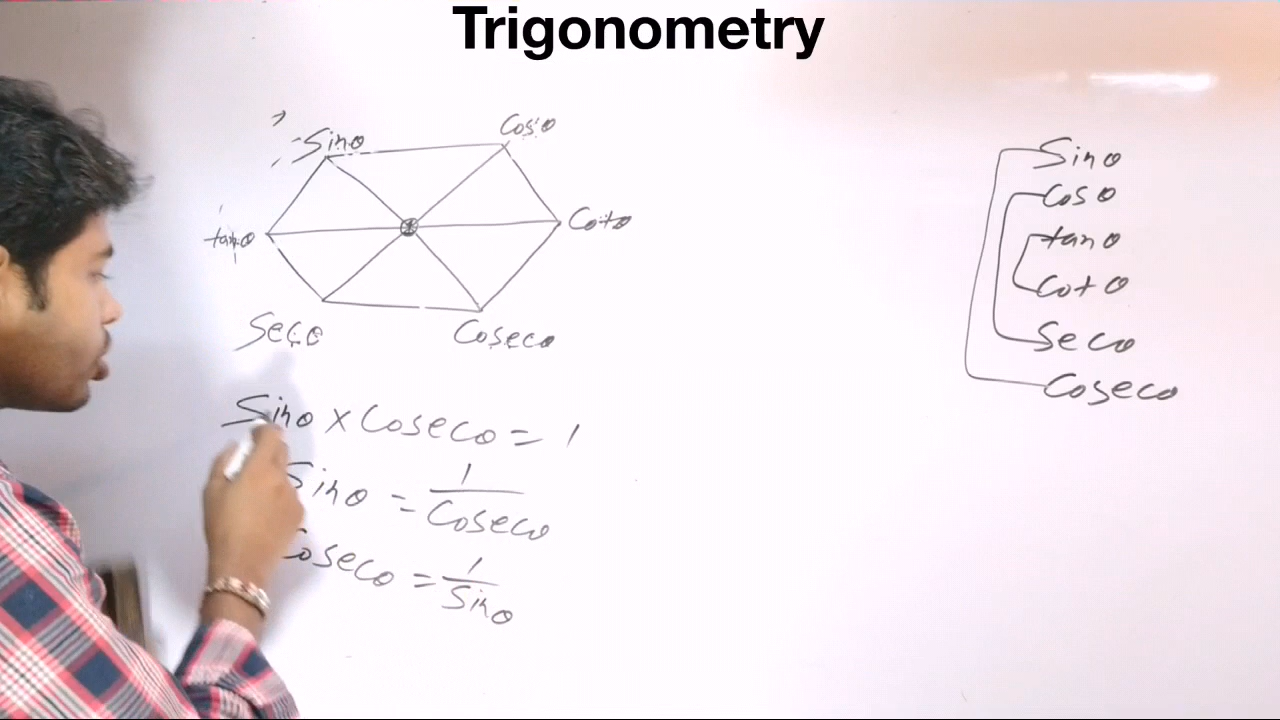 Trigonometry
Sinθ
Cosθ
tanθ
Cotθ
Secθ
Cosecθ
Sinθ × Cosecθ = 1
Sinθ = 1/Cosecθ
Cosecθ = 1/Sinθ
Sinθ
Cosθ
tanθ
Cotθ
Secθ
Cosecθ